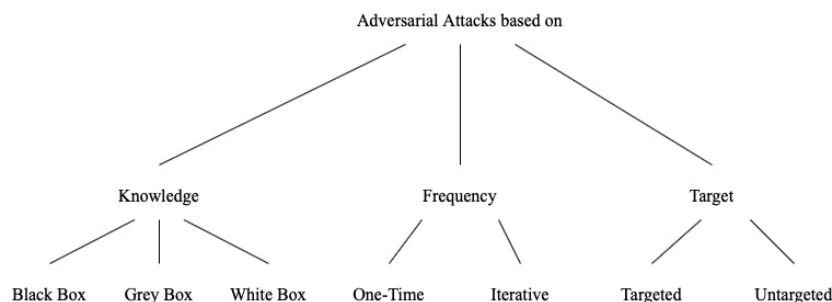 Adversarial Attacks based on
Knowledge Frequency Target
Black Box Grey Box White Box One-Time Iterative Targeted Untargeted